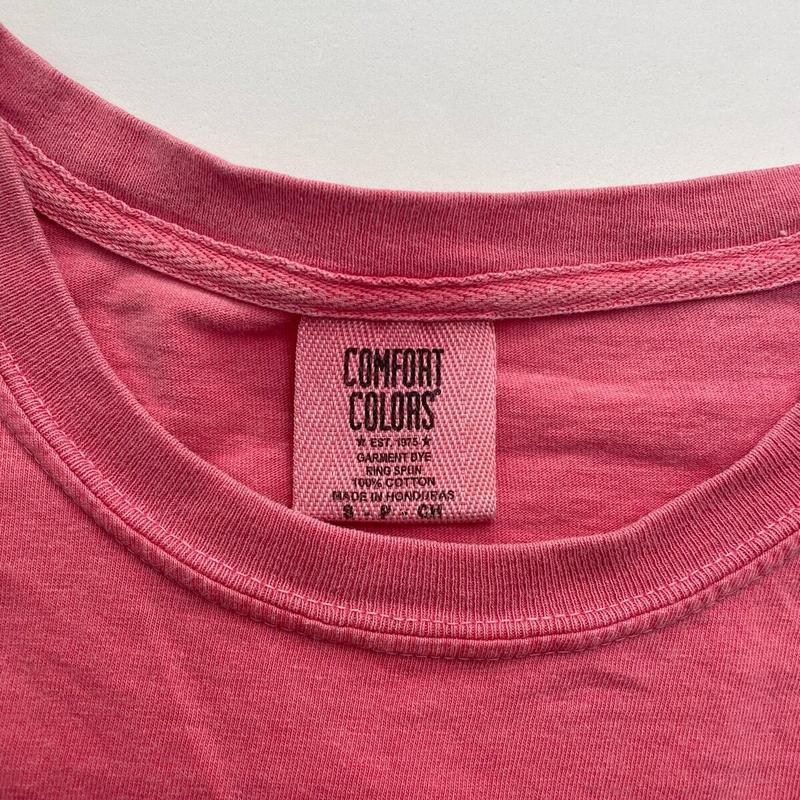 COMFORT
COLORS®
★ EST. 1975 ★
GARMENT DYE
RING SPUN
100% COTTON
MADE IN HONDURAS
S - P - CH